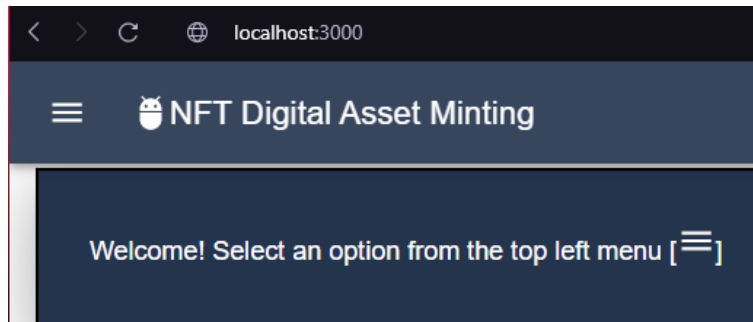 localhost:3000
NFT Digital Asset Minting
Welcome! Select an option from the top left menu [☰]